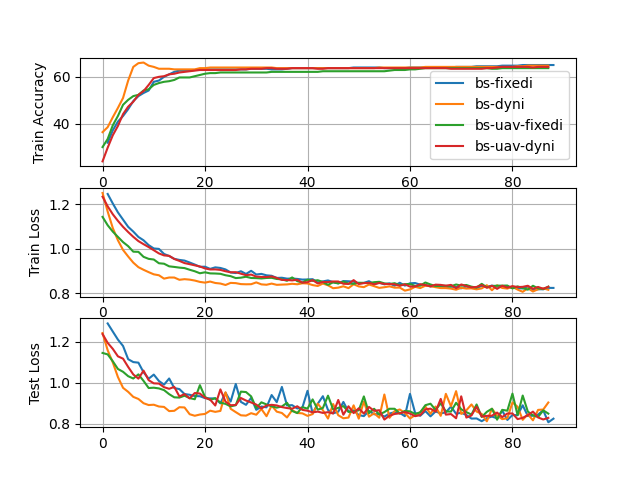 Train Accuracy
60
40
bs-fixedi
bs-dyni
bs-uav-fixedi
bs-uav-dyni
0 20 40 60 80
Train Loss
1.2
1.0
0.8
0 20 40 60 80
Test Loss
1.2
1.0
0.8
0 20 40 60 80